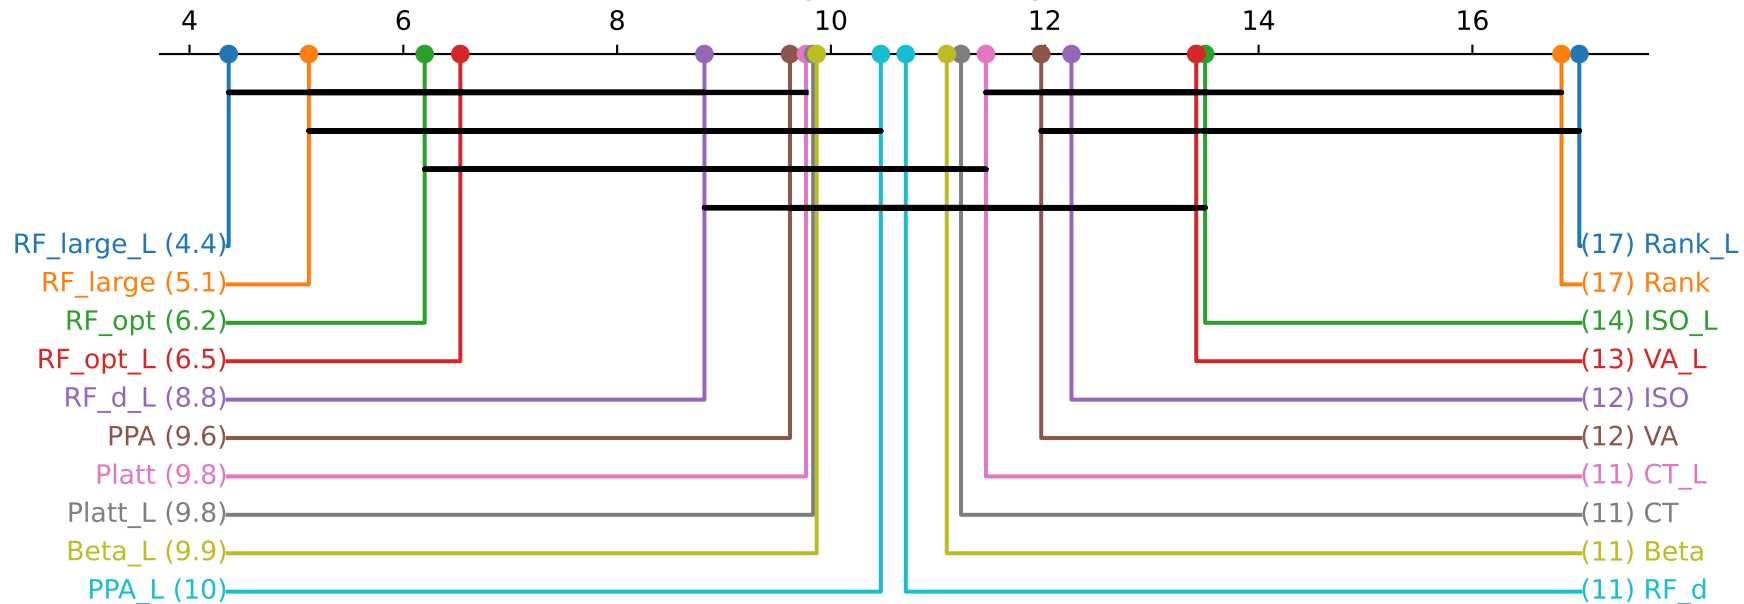 4 6 8 10 12 14 16
RF_large_L (4.4) (17) Rank_L
RF_large (5.1) (17) Rank
RF_opt (6.2) (14) ISO_L
RF_opt_L (6.5) (13) VA_L
RF_d_L (8.8) (12) ISO
PPA (9.6) (12) VA
Platt (9.8) (11) CT_L
Platt_L (9.8) (11) CT
Beta_L (9.9) (11) Beta
PPA_L (10) (11) RF_d